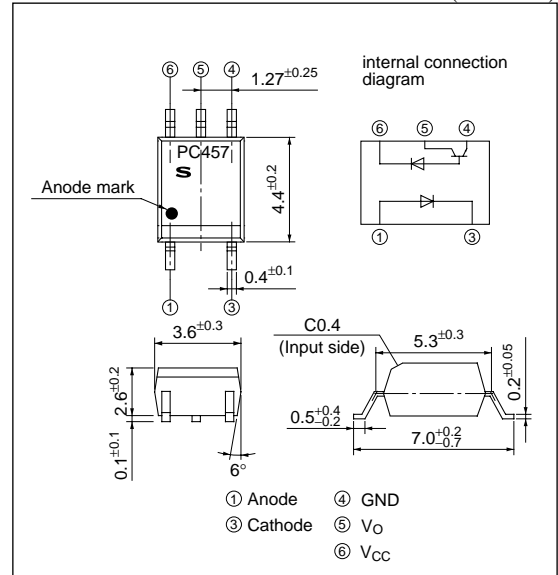 ⑥ ⑤ ④
1.27±0.25
internal connection
diagram
PC457
S
Anode mark
4.4±0.2
0.4±0.1
① ③
⑥ ⑤ ④
① ③
3.6±0.3
2.6±0.2
0.1±0.1
6°
C0.4
(Input side)
5.3±0.3
0.2±0.05
0.5+0.4−0.2
7.0+0.2−0.7
① Anode ④ GND
③ Cathode ⑤ VO
⑥ VCC